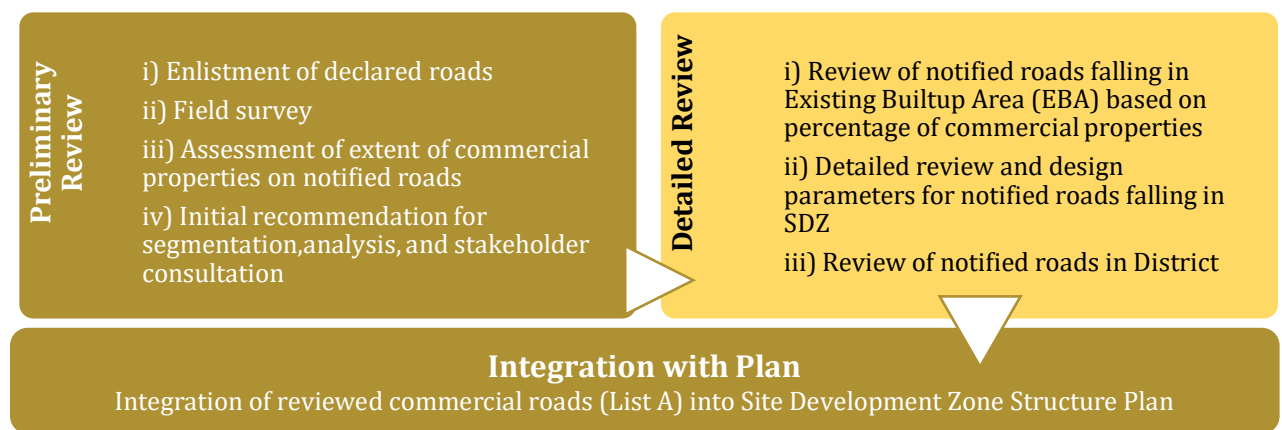 Preliminary
Review
i) Enlistment of declared roads
ii) Field survey
iii) Assessment of extent of commercial
properties on notified roads
iv) Initial recommendation for
segmentation,analysis, and stakeholder
consultation
Detailed Review
i) Review of notified roads falling in
Existing Builtup Area (EBA) based on
percentage of commercial properties
ii) Detailed review and design
parameters for notified roads falling in
SDZ
iii) Review of notified roads in District
Integration with Plan
Integration of reviewed commercial roads (List A) into Site Development Zone Structure Plan